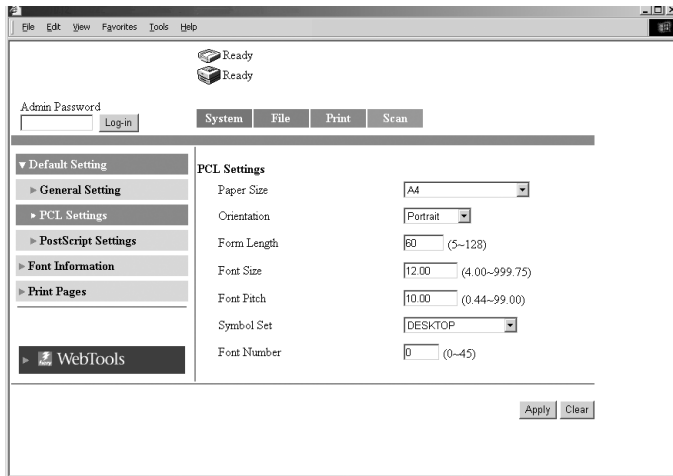 File Edit View Favorites Tools Help
Ready
Ready
Admin Password
Log-in
System File Print Scan
▼ Default Setting
► General Setting
► PCL Settings
► PostScript Settings
► Font Information
► Print Pages
► WebTools
PCL Settings
Paper Size A4
Orientation Portrait
Form Length 60 (5~128)
Font Size 12.00 (4.00~999.75)
Font Pitch 10.00 (0.44~99.00)
Symbol Set DESKTOP
Font Number 0 (0~45)
Apply Clear